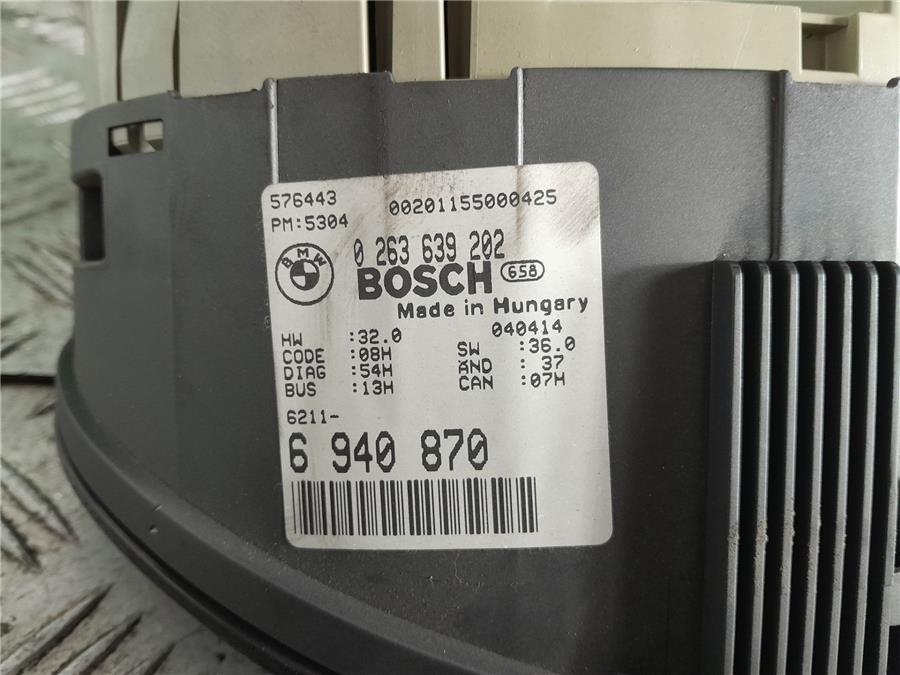 576443 00201155000425
PM:5304
0 263 639 202
BMW BOSCH 658
Made in Hungary
040414
HW :32.0 SW :36.0
CODE :08H ÄND : 37
DIAG :54H CAN :07H
BUS :13H
6211-
6 940 870